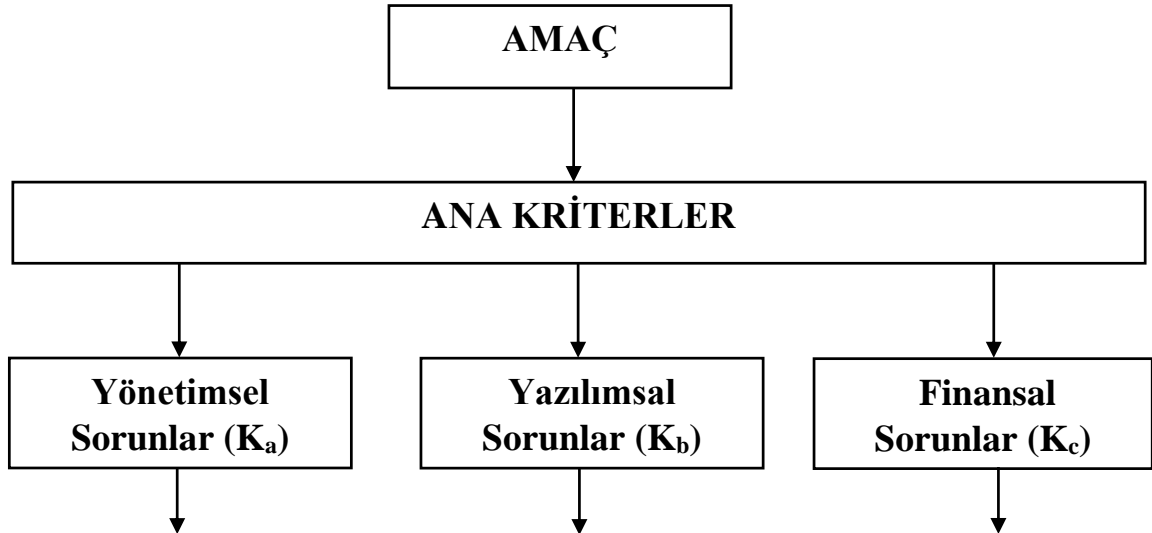 AMAÇ
ANA KRİTERLER
Yönetimsel
Sorunlar (Ka)
Yazılımsal
Sorunlar (Kb)
Finansal
Sorunlar (Kc)